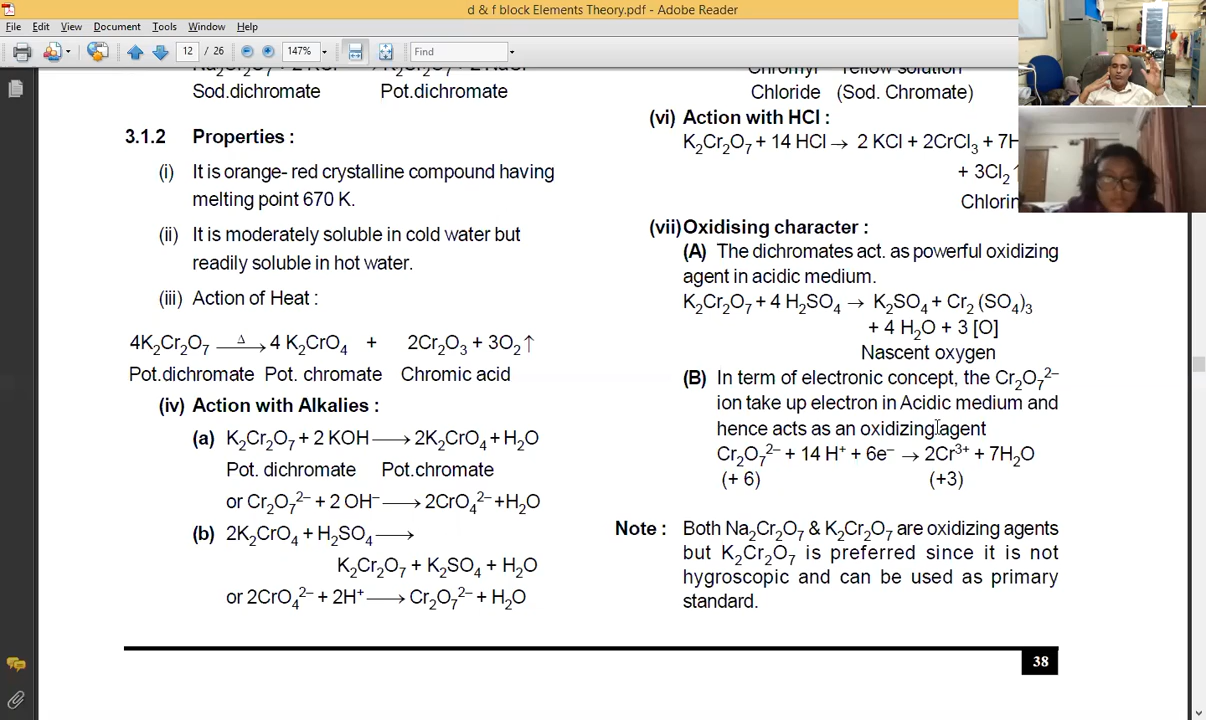 d & f block Elements Theory.pdf - Adobe Reader
File Edit View Document Tools Window Help
12 / 26 147% Find
Sod.dichromate Pot.dichromate
3.1.2 Properties :
(i) It is orange- red crystalline compound having
melting point 670 K.
(ii) It is moderately soluble in cold water but
readily soluble in hot water.
(iii) Action of Heat :
4K₂Cr₂O₇ —Δ→ 4 K₂CrO₄ + 2Cr₂O₃ + 3O₂ ↑
Pot.dichromate Pot. chromate Chromic acid
(iv) Action with Alkalies :
(a) K₂Cr₂O₇ + 2 KOH ⟶ 2K₂CrO₄ + H₂O
Pot. dichromate Pot.chromate
or Cr₂O₇²⁻ + 2 OH⁻ ⟶ 2CrO₄²⁻ +H₂O
(b) 2K₂CrO₄ + H₂SO₄ ⟶
K₂Cr₂O₇ + K₂SO₄ + H₂O
or 2CrO₄²⁻ + 2H⁺ ⟶ Cr₂O₇²⁻ + H₂O
Chromyl Yellow solution
Chloride (Sod. Chromate)
(vi) Action with HCl :
K₂Cr₂O₇ + 14 HCl → 2 KCl + 2CrCl₃ + 7H
+ 3Cl₂ ↑
Chlorin
(vii) Oxidising character :
(A) The dichromates act. as powerful oxidizing
agent in acidic medium.
K₂Cr₂O₇ + 4 H₂SO₄ → K₂SO₄ + Cr₂ (SO₄)₃
+ 4 H₂O + 3 [O]
Nascent oxygen
(B) In term of electronic concept, the Cr₂O₇²⁻
ion take up electron in Acidic medium and
hence acts as an oxidizing agent
Cr₂O₇²⁻ + 14 H⁺ + 6e⁻ → 2Cr³⁺ + 7H₂O
(+ 6) (+3)
Note : Both Na₂Cr₂O₇ & K₂Cr₂O₇ are oxidizing agents
but K₂Cr₂O₇ is preferred since it is not
hygroscopic and can be used as primary
standard.
38